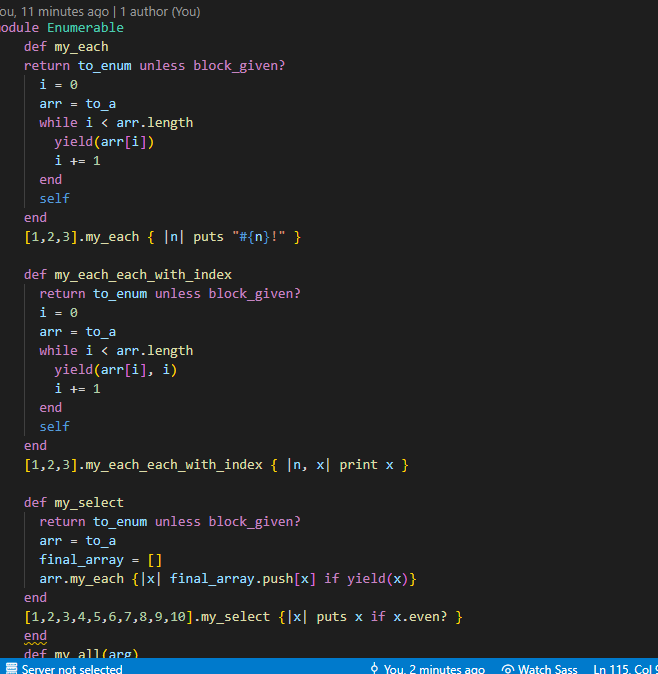 ou, 11 minutes ago | 1 author (You)
odule Enumerable
def my_each
return to_enum unless block_given?
i = 0
arr = to_a
while i < arr.length
yield(arr[i])
i += 1
end
self
end
[1,2,3].my_each { |n| puts "#{n}!" }
def my_each_each_with_index
return to_enum unless block_given?
i = 0
arr = to_a
while i < arr.length
yield(arr[i], i)
i += 1
end
self
end
[1,2,3].my_each_each_with_index { |n, x| print x }
def my_select
return to_enum unless block_given?
arr = to_a
final_array = []
arr.my_each {|x| final_array.push[x] if yield(x)}
end
[1,2,3,4,5,6,7,8,9,10].my_select {|x| puts x if x.even? }
end
def my_all(arg)
Server not selected You, 2 minutes ago Watch Sass Ln 115, Col 9